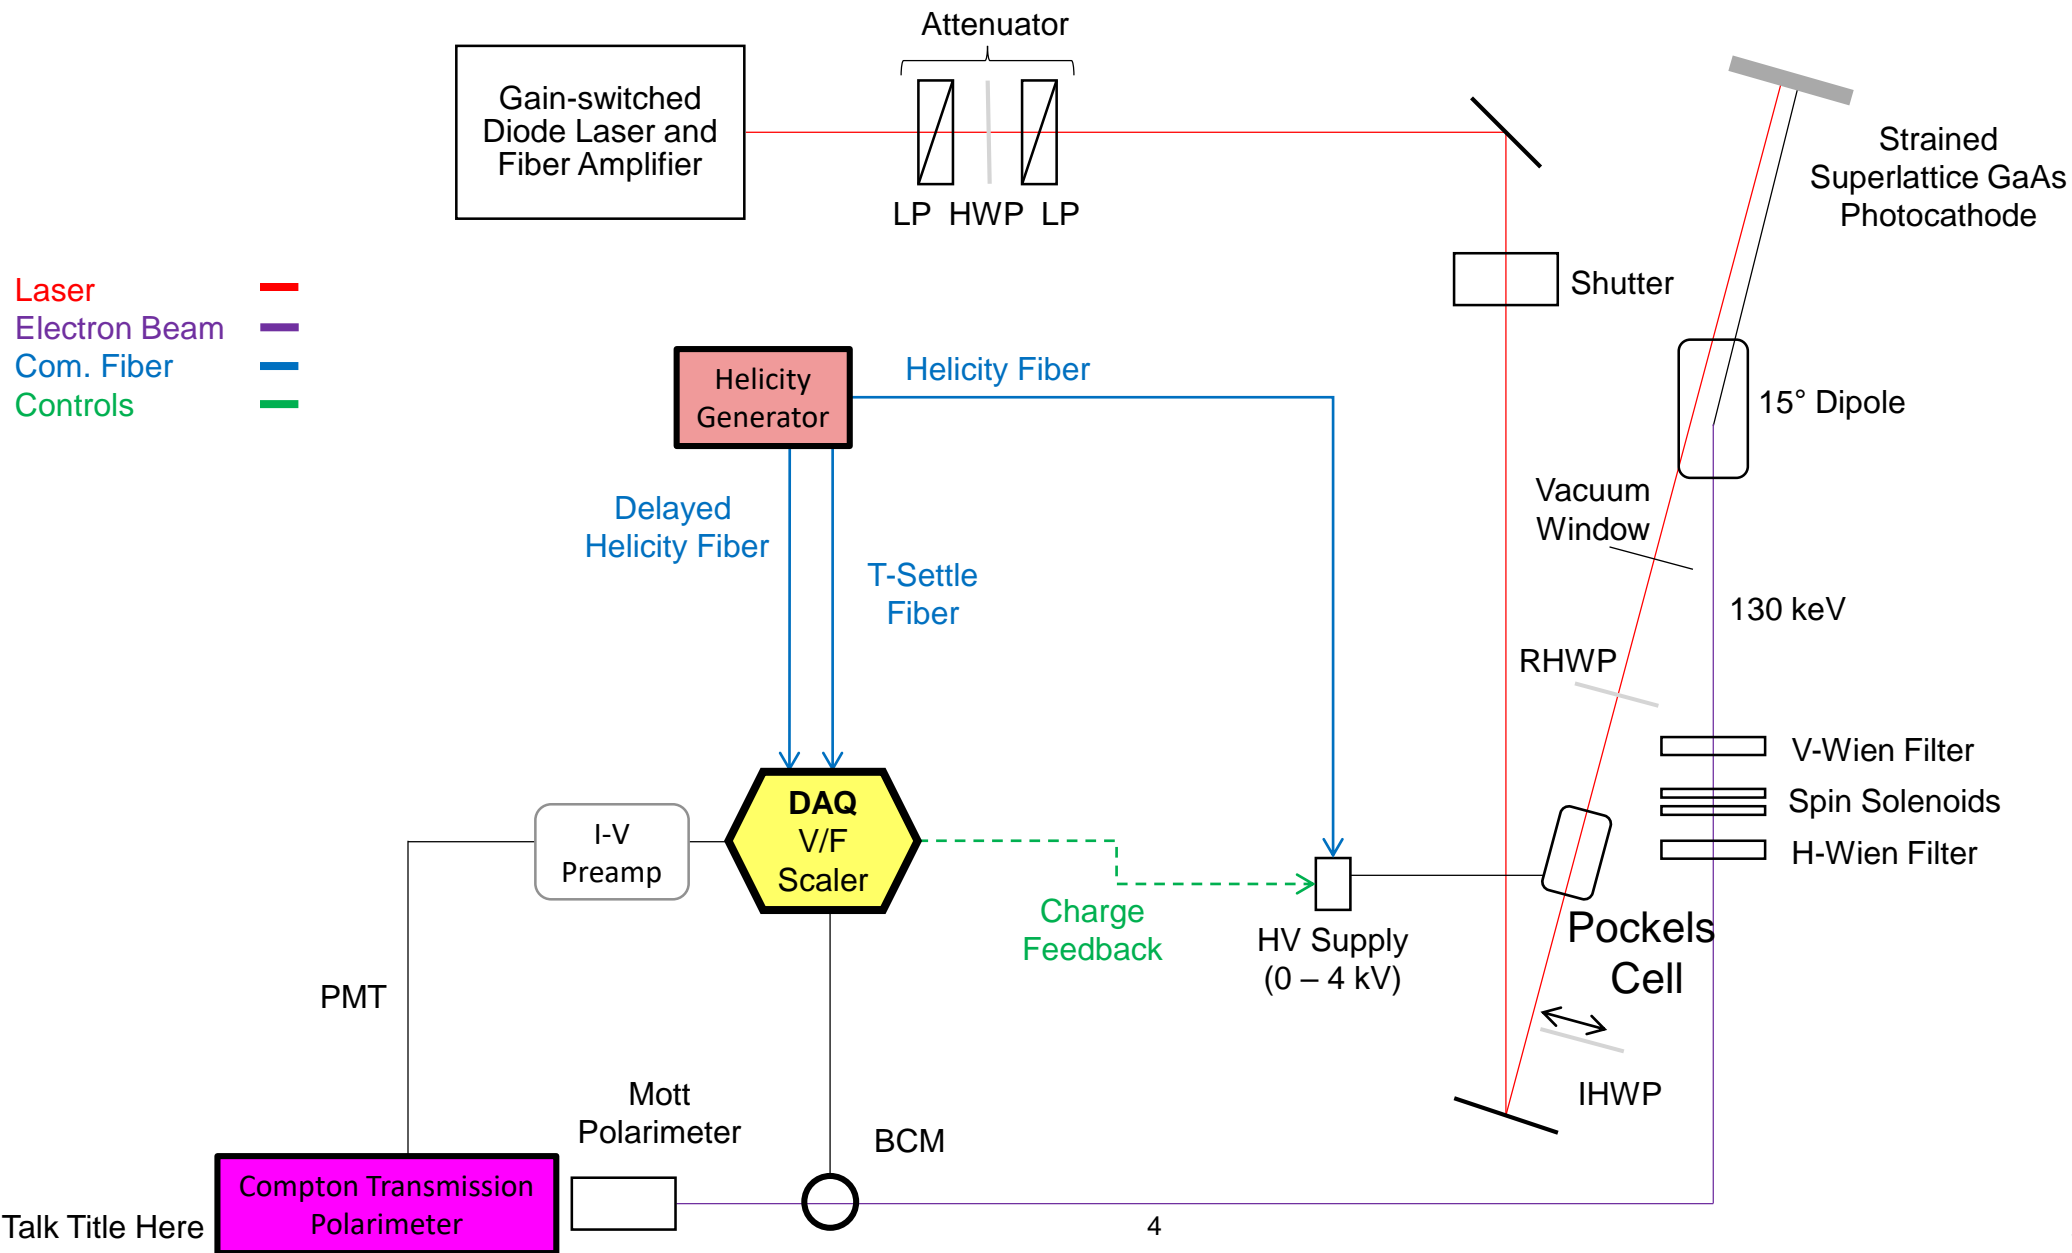 Attenuator
Gain-switched
Diode Laser and
Fiber Amplifier
LP HWP LP
Strained
Superlattice GaAs
Photocathode
Shutter
Laser
Electron Beam
Com. Fiber
Controls
Helicity
Generator
Helicity Fiber
15° Dipole
Delayed
Helicity Fiber
T-Settle
Fiber
Vacuum
Window
130 keV
RHWP
V-Wien Filter
Spin Solenoids
H-Wien Filter
I-V
Preamp
DAQ
V/F
Scaler
Charge
Feedback
HV Supply
(0 – 4 kV)
Pockels
Cell
PMT
IHWP
Mott
Polarimeter
BCM
Compton Transmission
Polarimeter
Talk Title Here
4